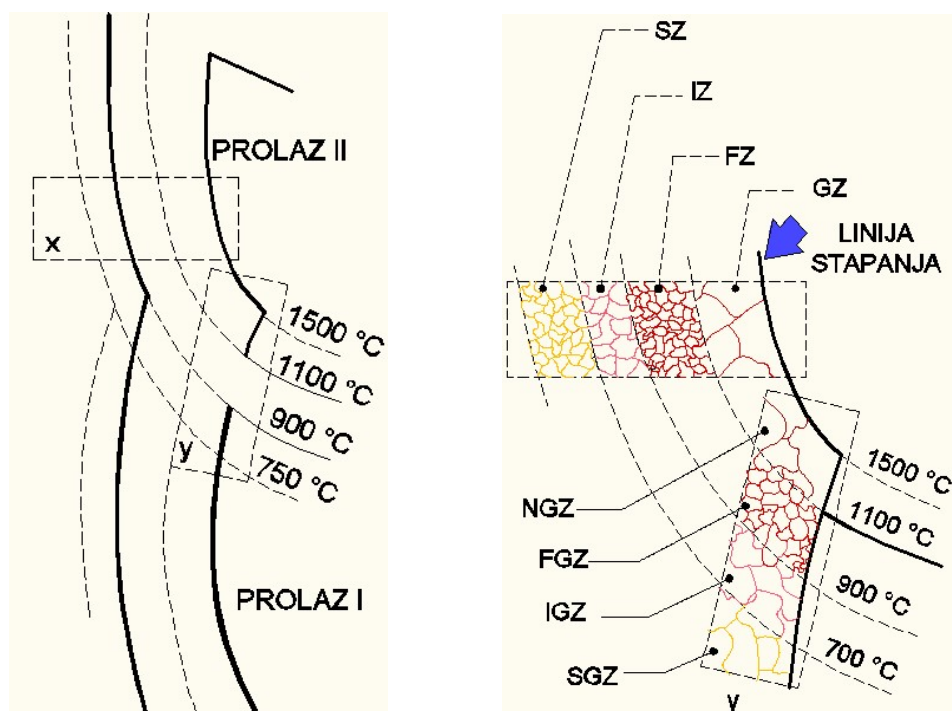 PROLAZ II
x
1500 °C
1100 °C
900 °C
y
750 °C
PROLAZ I
SZ
IZ
FZ
GZ
LINIJA
STAPANJA
1500 °C
NGZ
1100 °C
FGZ
900 °C
IGZ
700 °C
SGZ